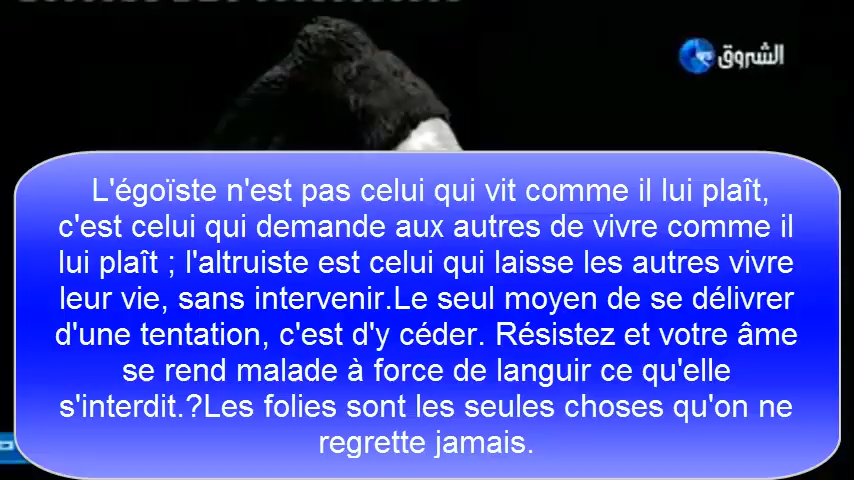 الشروق
L'égoïste n'est pas celui qui vit comme il lui plaît,
c'est celui qui demande aux autres de vivre comme il
lui plaît ; l'altruiste est celui qui laisse les autres vivre
leur vie, sans intervenir.Le seul moyen de se délivrer
d'une tentation, c'est d'y céder. Résistez et votre âme
se rend malade à force de languir ce qu'elle
s'interdit.?Les folies sont les seules choses qu'on ne
regrette jamais.